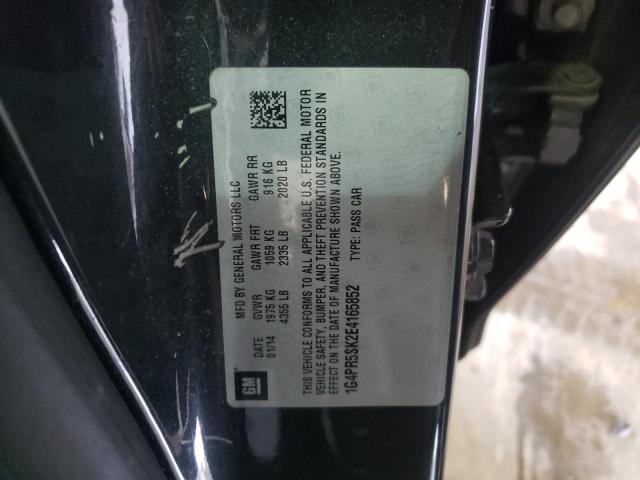 MFD BY GENERAL MOTORS LLC
DATE GVWR GAWR FRT GAWR RR
01/14 1975 KG 1059 KG 916 KG
4355 LB 2335 LB 2020 LB
GM
THIS VEHICLE CONFORMS TO ALL APPLICABLE U.S. FEDERAL MOTOR
VEHICLE SAFETY, BUMPER, AND THEFT PREVENTION STANDARDS IN
EFFECT ON THE DATE OF MANUFACTURE SHOWN ABOVE.
1G4PR5SK2E4165852 TYPE: PASS CAR